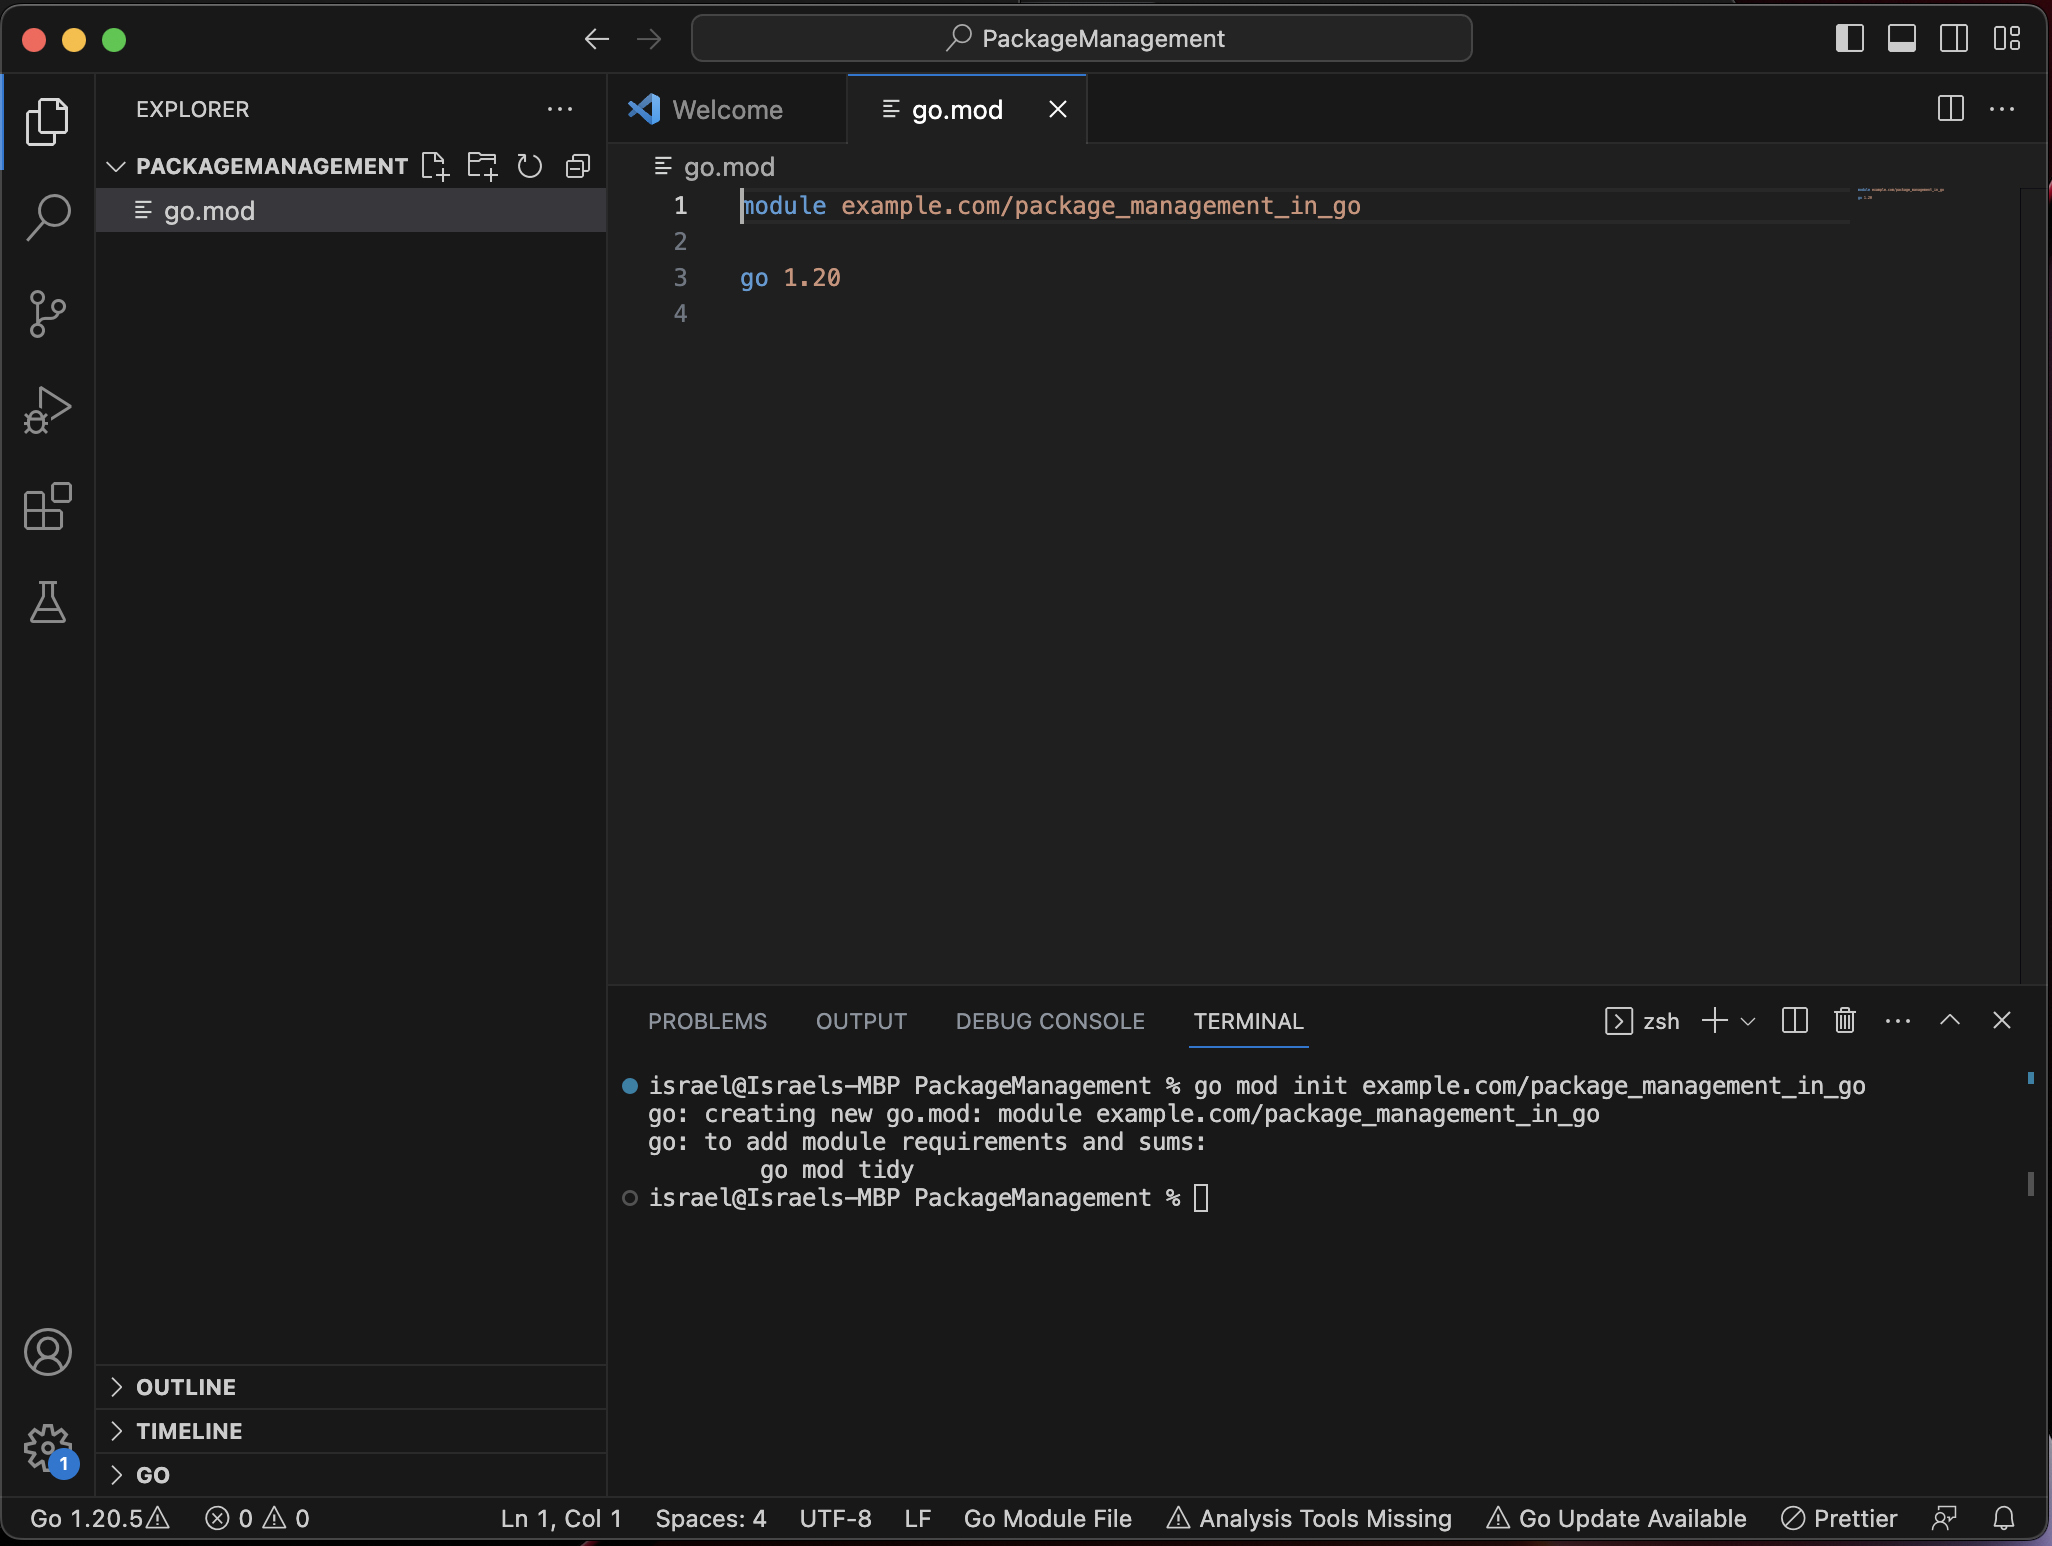 PackageManagement
EXPLORER
PACKAGEMANAGEMENT
go.mod
Welcome
go.mod
go.mod
1 module example.com/package_management_in_go
2
3 go 1.20
4
PROBLEMS OUTPUT DEBUG CONSOLE TERMINAL
zsh
israel@Israels-MBP PackageManagement % go mod init example.com/package_management_in_go
go: creating new go.mod: module example.com/package_management_in_go
go: to add module requirements and sums:
go mod tidy
israel@Israels-MBP PackageManagement %
OUTLINE
TIMELINE
GO
1
Go 1.20.5 0 0 Ln 1, Col 1 Spaces: 4 UTF-8 LF Go Module File Analysis Tools Missing Go Update Available Prettier